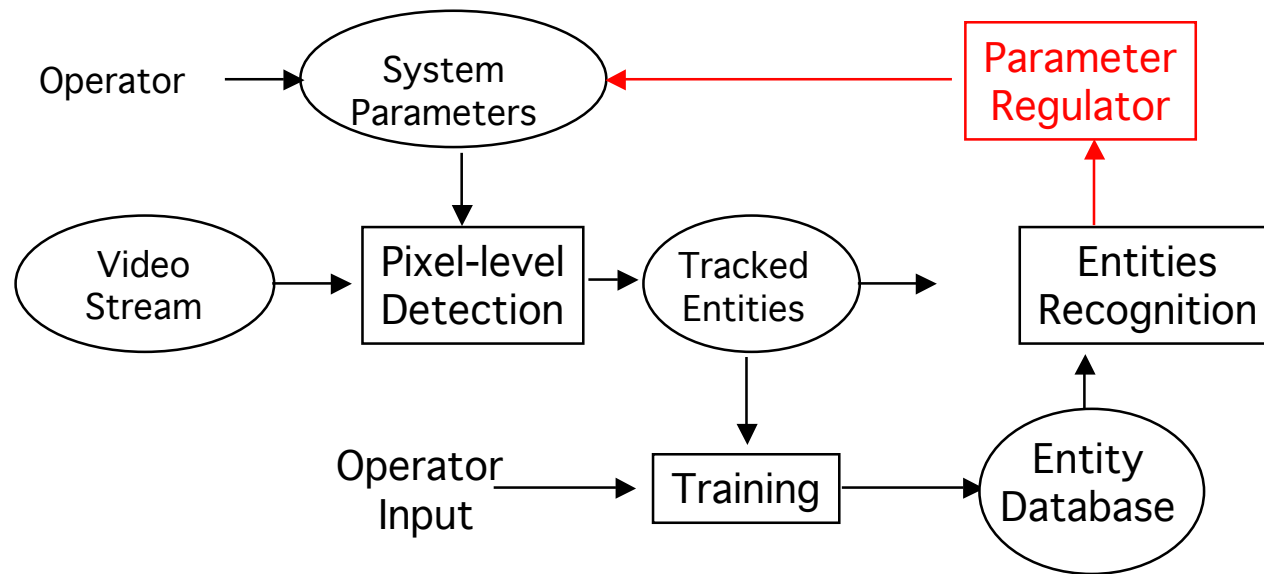 Operator
System
Parameters
Parameter
Regulator
Video
Stream
Pixel-level
Detection
Tracked
Entities
Entities
Recognition
Operator
Input
Training
Entity
Database